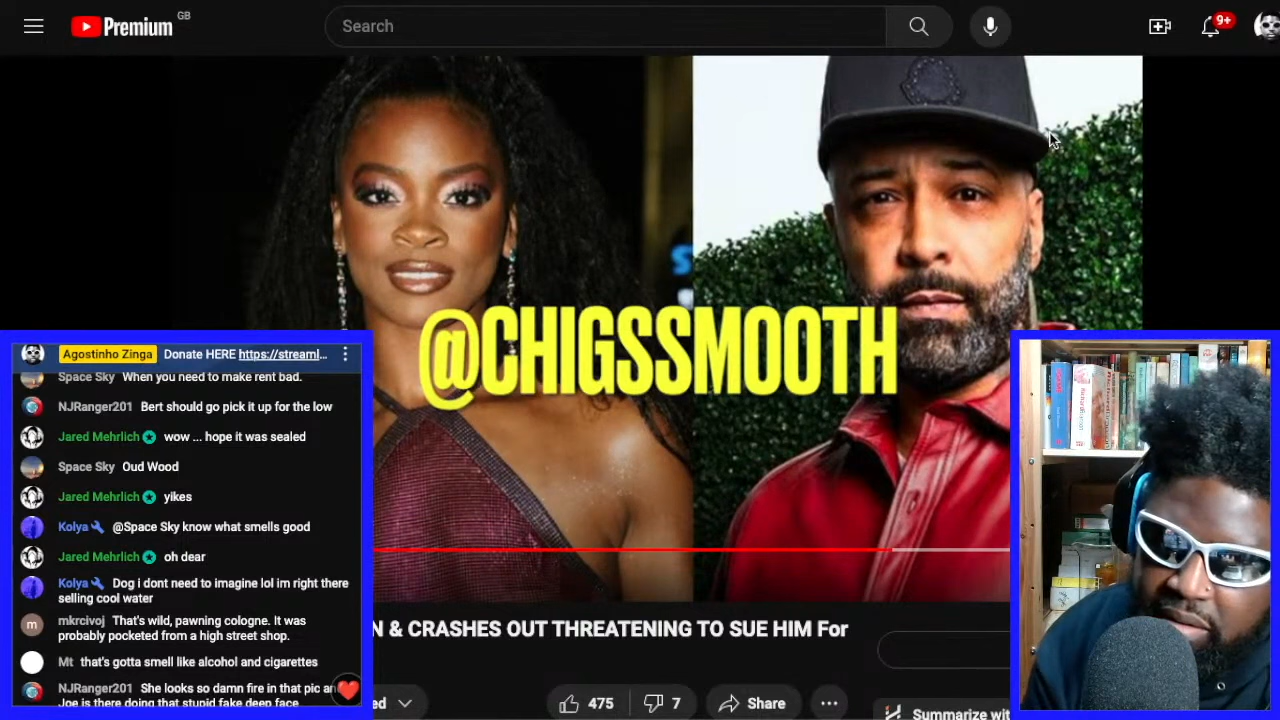 Premium
GB
Search
9+
@CHIGSSMOOTH
Agostinho Zinga Donate HERE https://streaml...
Space Sky When you need to make rent bad.
NJRanger201 Bert should go pick it up for the low
Jared Mehrlich wow ... hope it was sealed
Space Sky Oud Wood
Jared Mehrlich yikes
Kolya @Space Sky know what smells good
Jared Mehrlich oh dear
Kolya Dog i dont need to imagine lol im right there
selling cool water
mkrcivoj That's wild, pawning cologne. It was
probably pocketed from a high street shop.
Mt that's gotta smell like alcohol and cigarettes
NJRanger201 She looks so damn fire in that pic an
Joe is there doing that stupid fake deep face
N & CRASHES OUT THREATENING TO SUE HIM For
ed
475
7
Share
Summarize wit